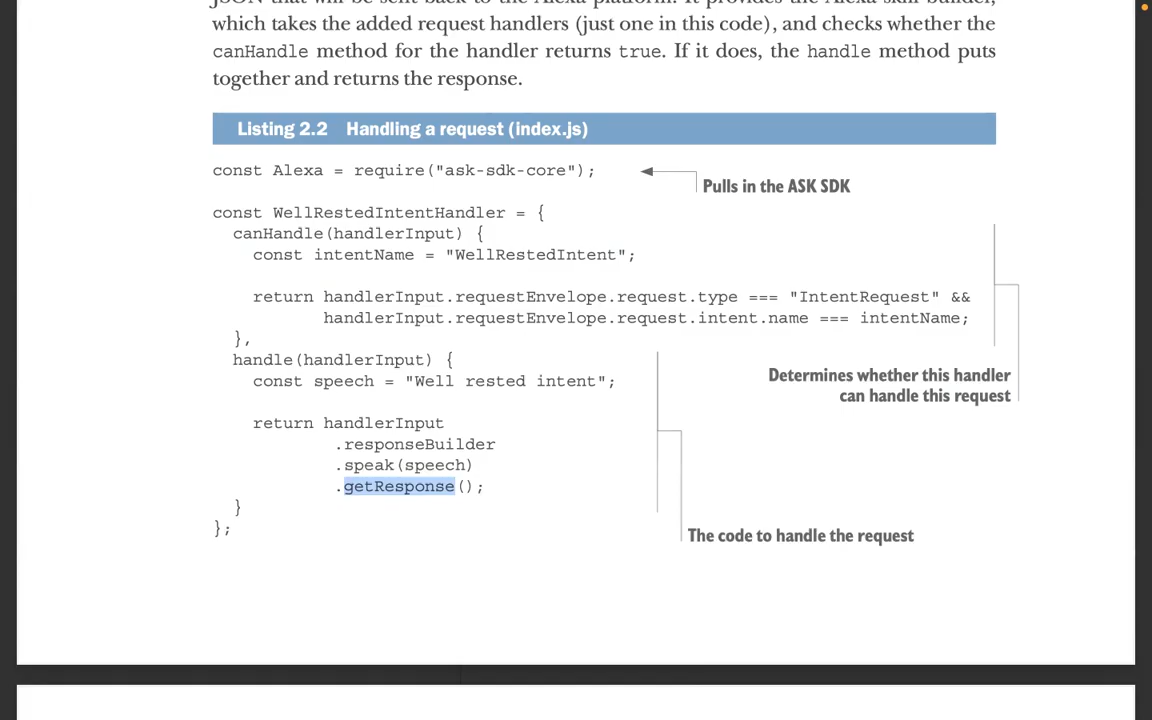 JSON that will be sent back to the Alexa platform. It provides the Alexa skill builder,
which takes the added request handlers (just one in this code), and checks whether the
canHandle method for the handler returns true. If it does, the handle method puts
together and returns the response.
Listing 2.2 Handling a request (index.js)
const Alexa = require("ask-sdk-core");
Pulls in the ASK SDK
const WellRestedIntentHandler = {
canHandle(handlerInput) {
const intentName = "WellRestedIntent";
return handlerInput.requestEnvelope.request.type === "IntentRequest" &&
handlerInput.requestEnvelope.request.intent.name === intentName;
},
handle(handlerInput) {
const speech = "Well rested intent";
Determines whether this handler
can handle this request
return handlerInput
.responseBuilder
.speak(speech)
.getResponse();
}
};
The code to handle the request